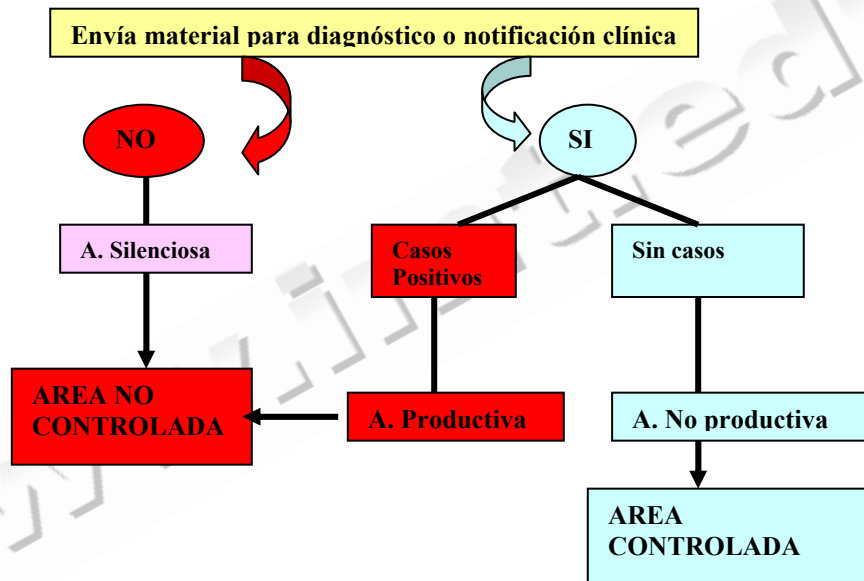 Envía material para diagnóstico o notificación clínica
NO
SI
A. Silenciosa
Casos
Positivos
Sin casos
AREA NO
CONTROLADA
A. Productiva
A. No productiva
AREA
CONTROLADA